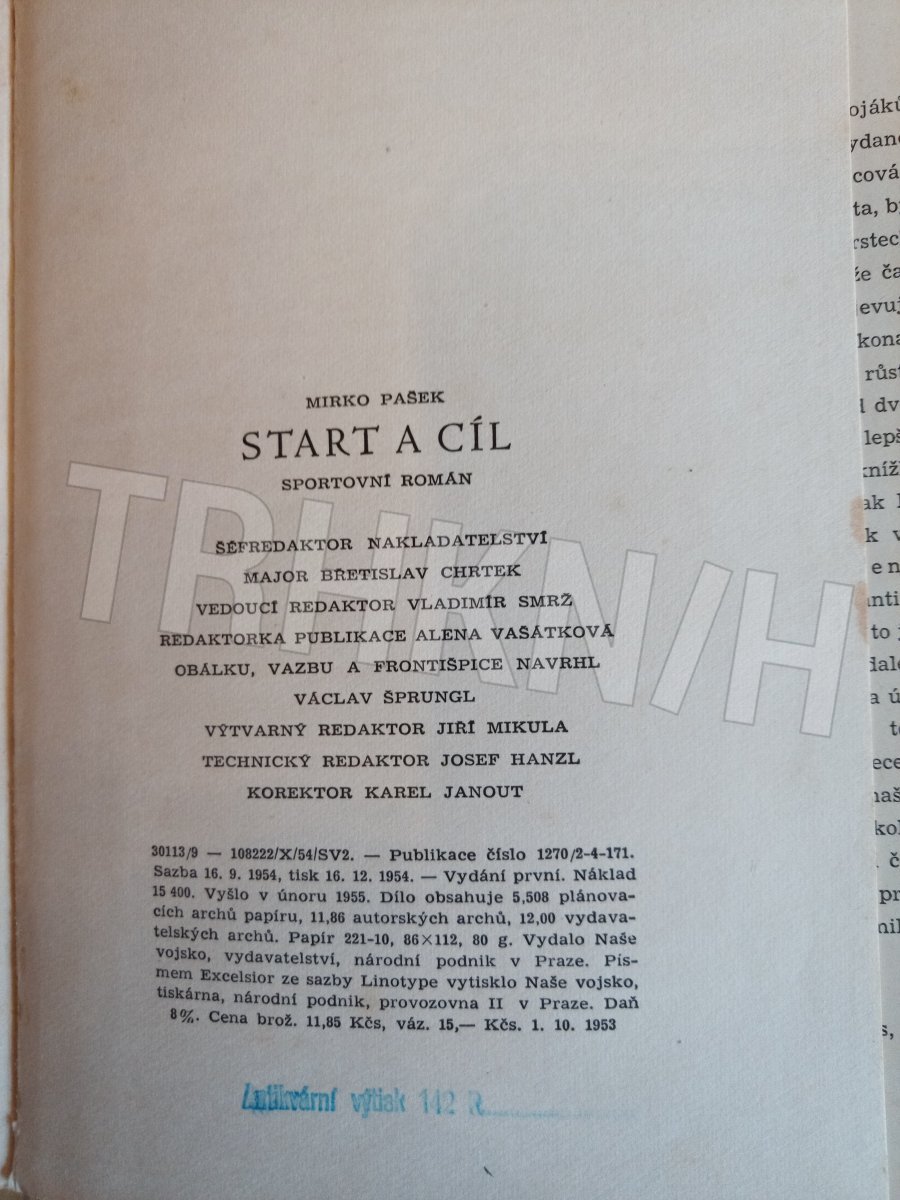 MIRKO PAŠEK
START A CÍL
SPORTOVNÍ ROMÁN
ŠÉFREDAKTOR NAKLADATELSTVÍ
MAJOR BŘETISLAV CHRTEK
VEDOUCÍ REDAKTOR VLADIMÍR SMRŽ
REDAKTORKA PUBLIKACE ALENA VAŠÁTKOVÁ
OBÁLKU, VAZBU A FRONTIŠPICE NAVRHL
VÁCLAV ŠPRUNGL
VÝTVARNÝ REDAKTOR JIŘÍ MIKULA
TECHNICKÝ REDAKTOR JOSEF HANZL
KOREKTOR KAREL JANOUT
30113/9 — 108222/X/54/SV2. — Publikace číslo 1270/2-4-171.
Sazba 16. 9. 1954, tisk 16. 12. 1954. — Vydání první. Náklad
15 400. Vyšlo v únoru 1955. Dílo obsahuje 5,508 plánova-
cích archů papíru, 11,86 autorských archů, 12,00 vydava-
telských archů. Papír 221-10, 86×112, 80 g. Vydalo Naše
vojsko, vydavatelství, národní podnik v Praze. Pís-
mem Excelsior ze sazby Linotype vytisklo Naše vojsko,
tiskárna, národní podnik, provozovna II v Praze. Daň
8%. Cena brož. 11,85 Kčs, váz. 15,— Kčs. 1. 10. 1953
Antikvární výtisk 142 R
TRHKNIH